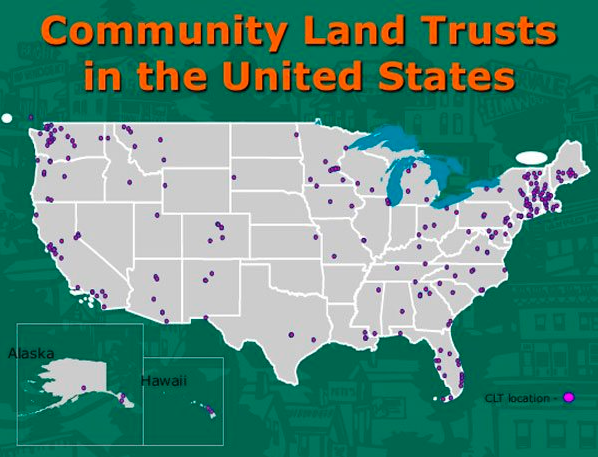 Community Land Trusts
in the United States
Alaska
Hawaii
CLT location -